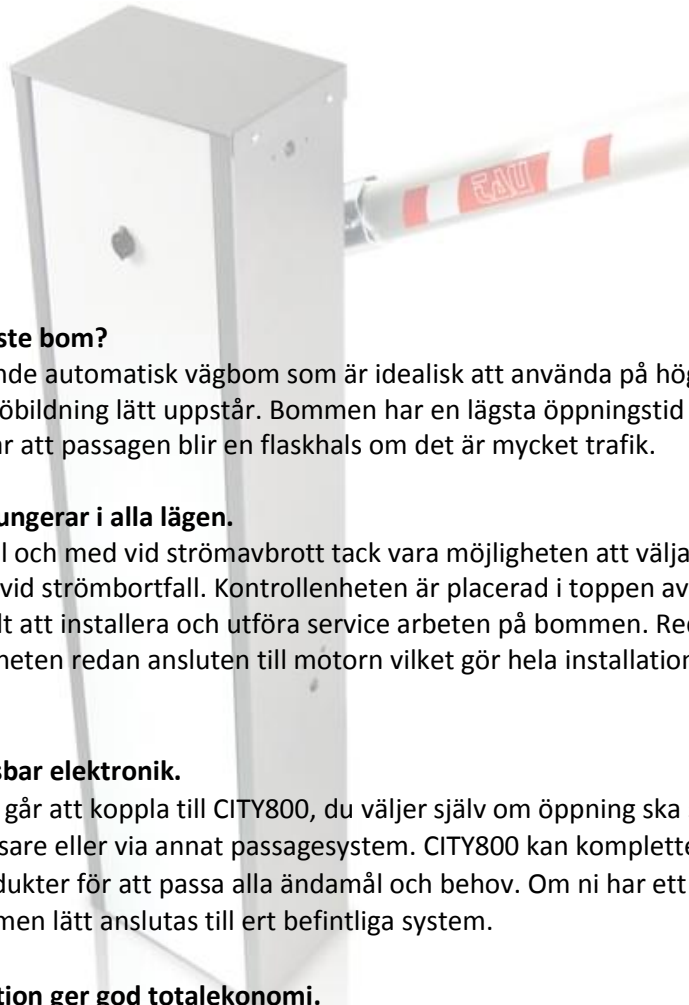 ste bom?
nde automatisk vägbom som är idealisk att använda på hög
öbildning lätt uppstår. Bommen har en lägsta öppningstid
ar att passagen blir en flaskhals om det är mycket trafik.
ungerar i alla lägen.
l och med vid strömavbrott tack vara möjligheten att välja
vid strömbortfall. Kontrollenheten är placerad i toppen av
lt att installera och utföra service arbeten på bommen. Red
heten redan ansluten till motorn vilket gör hela installation
sbar elektronik.
går att koppla till CITY800, du väljer själv om öppning ska
sare eller via annat passagesystem. CITY800 kan komplette
dukter för att passa alla ändamål och behov. Om ni har ett
men lätt anslutas till ert befintliga system.
tion ger god totalekonomi.